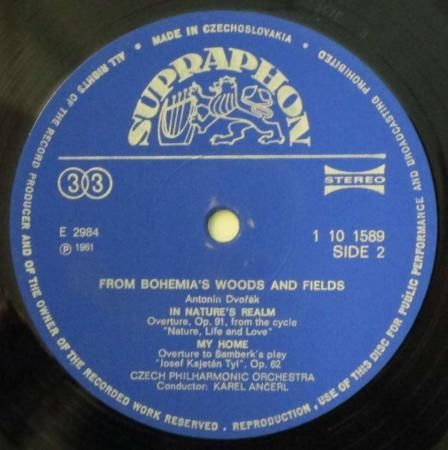 MADE IN CZECHOSLOVAKIA
ALL RIGHTS OF THE RECORD PRODUCER AND OF THE OWNER OF THE RECORDED WORK RESERVED . REPRODUCTION, USE OF THIS DISC FOR PUBLIC PERFORMANCE AND BROADCASTING PROHIBITED
SUPRAPHON
33
STEREO
E 2984
1 10 1589
Ⓟ 1961
SIDE 2
FROM BOHEMIA'S WOODS AND FIELDS
Antonín Dvořák
IN NATURE'S REALM
Overture, Op. 91, from the cycle
"Nature, Life and Love"
MY HOME
Overture to Šamberk's play
"Josef Kajetán Tyl", Op. 62
CZECH PHILHARMONIC ORCHESTRA
Conductor: KAREL ANČERL